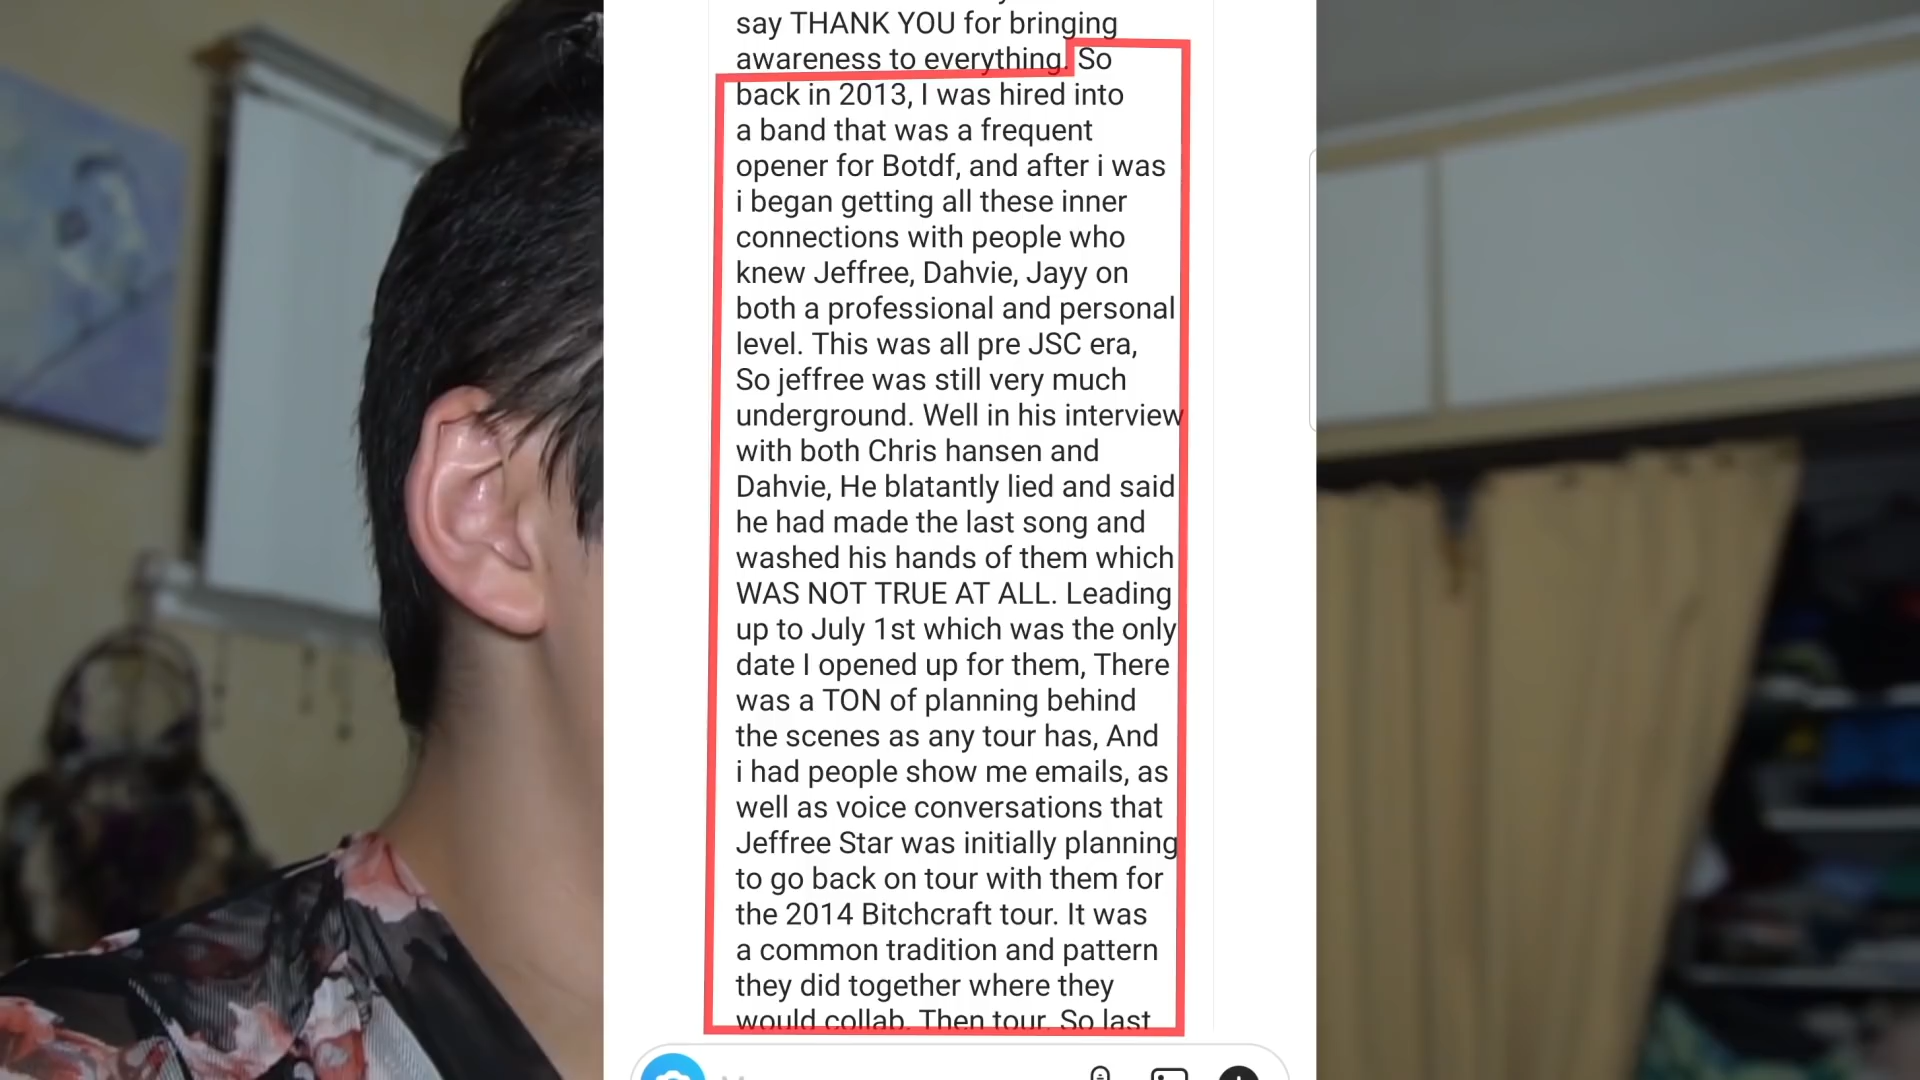 say THANK YOU for bringing
awareness to everything. So
back in 2013, I was hired into
a band that was a frequent
opener for Botdf, and after i was
i began getting all these inner
connections with people who
knew Jeffree, Dahvie, Jayy on
both a professional and personal
level. This was all pre JSC era,
So jeffree was still very much
underground. Well in his interview
with both Chris hansen and
Dahvie, He blatantly lied and said
he had made the last song and
washed his hands of them which
WAS NOT TRUE AT ALL. Leading
up to July 1st which was the only
date I opened up for them, There
was a TON of planning behind
the scenes as any tour has, And
i had people show me emails, as
well as voice conversations that
Jeffree Star was initially planning
to go back on tour with them for
the 2014 Bitchcraft tour. It was
a common tradition and pattern
they did together where they
would collab. Then tour. So last